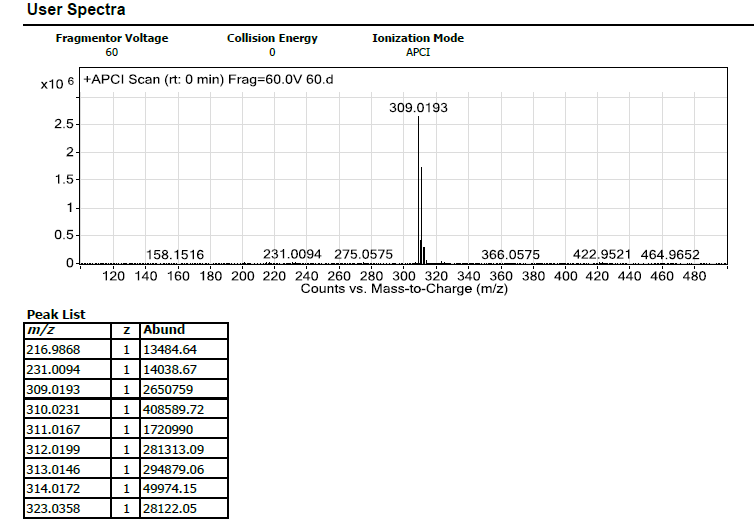 User Spectra
Fragmentor Voltage Collision Energy Ionization Mode
60 0 APCI
x10 6 +APCI Scan (rt: 0 min) Frag=60.0V 60.d
309.0193
2.5
2
1.5
1
0.5
158.1516 231.0094 275.0575 366.0575 422.9521 464.9652
0
120 140 160 180 200 220 240 260 280 300 320 340 360 380 400 420 440 460 480
Counts vs. Mass-to-Charge (m/z)
Peak List
m/z z Abund
216.9868 1 13484.64
231.0094 1 14038.67
309.0193 1 2650759
310.0231 1 408589.72
311.0167 1 1720990
312.0199 1 281313.09
313.0146 1 294879.06
314.0172 1 49974.15
323.0358 1 28122.05